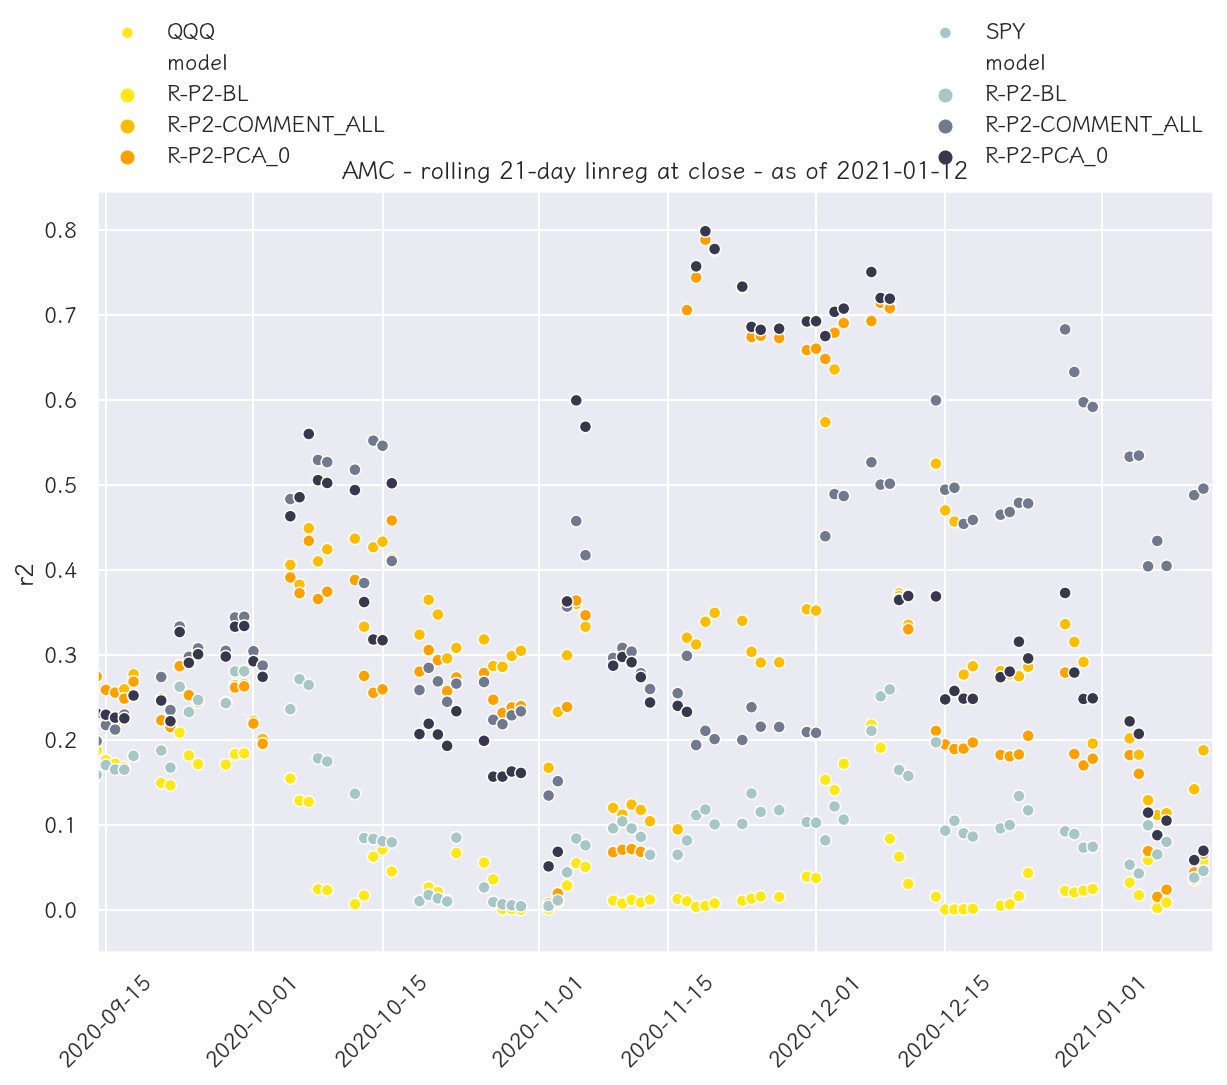 QQQ
model
R-P2-BL
R-P2-COMMENT_ALL
R-P2-PCA_0
SPY
model
R-P2-BL
R-P2-COMMENT_ALL
R-P2-PCA_0
AMC - rolling 21-day linreg at close - as of 2021-01-12
r2
0.8
0.7
0.6
0.5
0.4
0.3
0.2
0.1
0.0
2020-09-15
2020-10-01
2020-10-15
2020-11-01
2020-11-15
2020-12-01
2020-12-15
2021-01-01